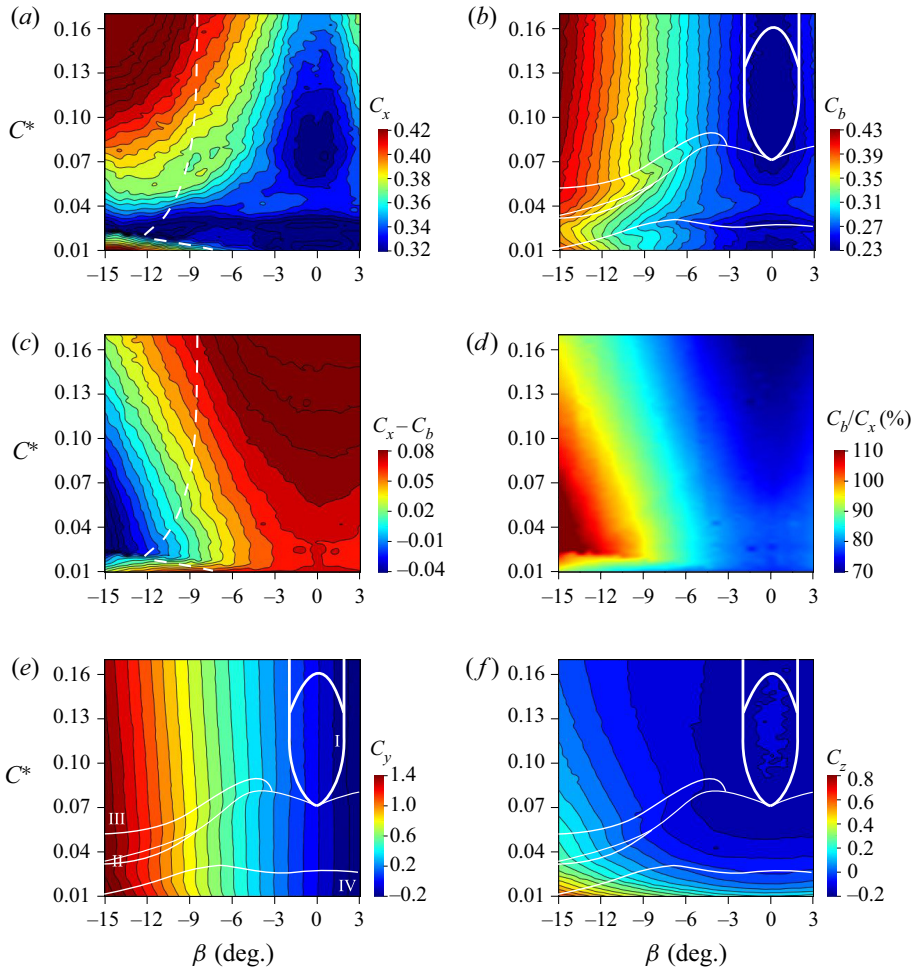 (a) (b)
0.16 0.16
0.13 0.13
C* 0.10 C_x 0.10 C_b
0.42 0.43
0.07 0.40 0.07 0.39
0.38 0.35
0.04 0.36 0.04 0.31
0.34 0.27
0.01 0.32 0.01 0.23
−15 −12 −9 −6 −3 0 3 −15 −12 −9 −6 −3 0 3
(c) (d)
0.16 0.16
0.13 0.13
C* 0.10 C_x − C_b 0.10 C_b/C_x (%)
0.08 110
0.07 0.05 0.07 100
0.02 90
0.04 −0.01 0.04 80
−0.04 70
0.01 0.01
−15 −12 −9 −6 −3 0 3 −15 −12 −9 −6 −3 0 3
(e) (f)
0.16 0.16
0.13 0.13
I
C* 0.10 C_y 0.10 C_z
1.4 0.8
0.07 III 1.0 0.07 0.6
0.6 0.4
0.04 II 0.2 0.04 0.2
IV 0
0.01 −0.2 0.01 −0.2
−15 −12 −9 −6 −3 0 3 −15 −12 −9 −6 −3 0 3
β (deg.) β (deg.)